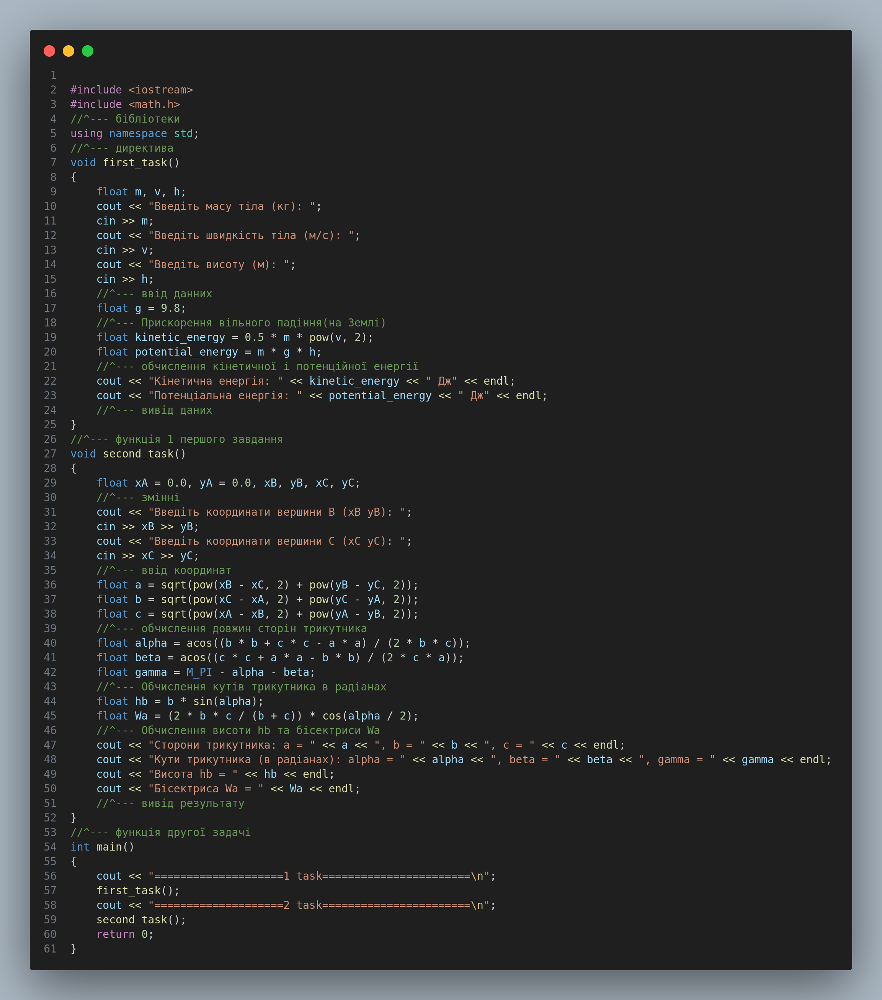 1
2 #include <iostream>
3 #include <math.h>
4 //^--- бібліотеки
5 using namespace std;
6 //^--- директива
7 void first_task()
8 {
9     float m, v, h;
10     cout << "Введіть масу тіла (кг): ";
11     cin >> m;
12     cout << "Введіть швидкість тіла (м/с): ";
13     cin >> v;
14     cout << "Введіть висоту (м): ";
15     cin >> h;
16     //^--- ввід данних
17     float g = 9.8;
18     //^--- Прискорення вільного падіння(на Землі)
19     float kinetic_energy = 0.5 * m * pow(v, 2);
20     float potential_energy = m * g * h;
21     //^--- обчислення кінетичної і потенційної енергії
22     cout << "Кінетична енергія: " << kinetic_energy << " Дж" << endl;
23     cout << "Потенціальна енергія: " << potential_energy << " Дж" << endl;
24     //^--- вивід даних
25 }
26 //^--- функція 1 першого завдання
27 void second_task()
28 {
29     float xA = 0.0, yA = 0.0, xB, yB, xC, yC;
30     //^--- змінні
31     cout << "Введіть координати вершини B (xB yB): ";
32     cin >> xB >> yB;
33     cout << "Введіть координати вершини C (xC yC): ";
34     cin >> xC >> yC;
35     //^--- ввід координат
36     float a = sqrt(pow(xB - xC, 2) + pow(yB - yC, 2));
37     float b = sqrt(pow(xC - xA, 2) + pow(yC - yA, 2));
38     float c = sqrt(pow(xA - xB, 2) + pow(yA - yB, 2));
39     //^--- обчислення довжин сторін трикутника
40     float alpha = acos((b * b + c * c - a * a) / (2 * b * c));
41     float beta = acos((c * c + a * a - b * b) / (2 * c * a));
42     float gamma = M_PI - alpha - beta;
43     //^--- Обчислення кутів трикутника в радіанах
44     float hb = b * sin(alpha);
45     float Wa = (2 * b * c / (b + c)) * cos(alpha / 2);
46     //^--- Обчислення висоти hb та бісектриси Wa
47     cout << "Сторони трикутника: a = " << a << ", b = " << b << ", c = " << c << endl;
48     cout << "Кути трикутника (в радіанах): alpha = " << alpha << ", beta = " << beta << ", gamma = " << gamma << endl;
49     cout << "Висота hb = " << hb << endl;
50     cout << "Бісектриса Wa = " << Wa << endl;
51     //^--- вивід результату
52 }
53 //^--- функція другої задачі
54 int main()
55 {
56     cout << "====================1 task=======================\n";
57     first_task();
58     cout << "====================2 task=======================\n";
59     second_task();
60     return 0;
61 }